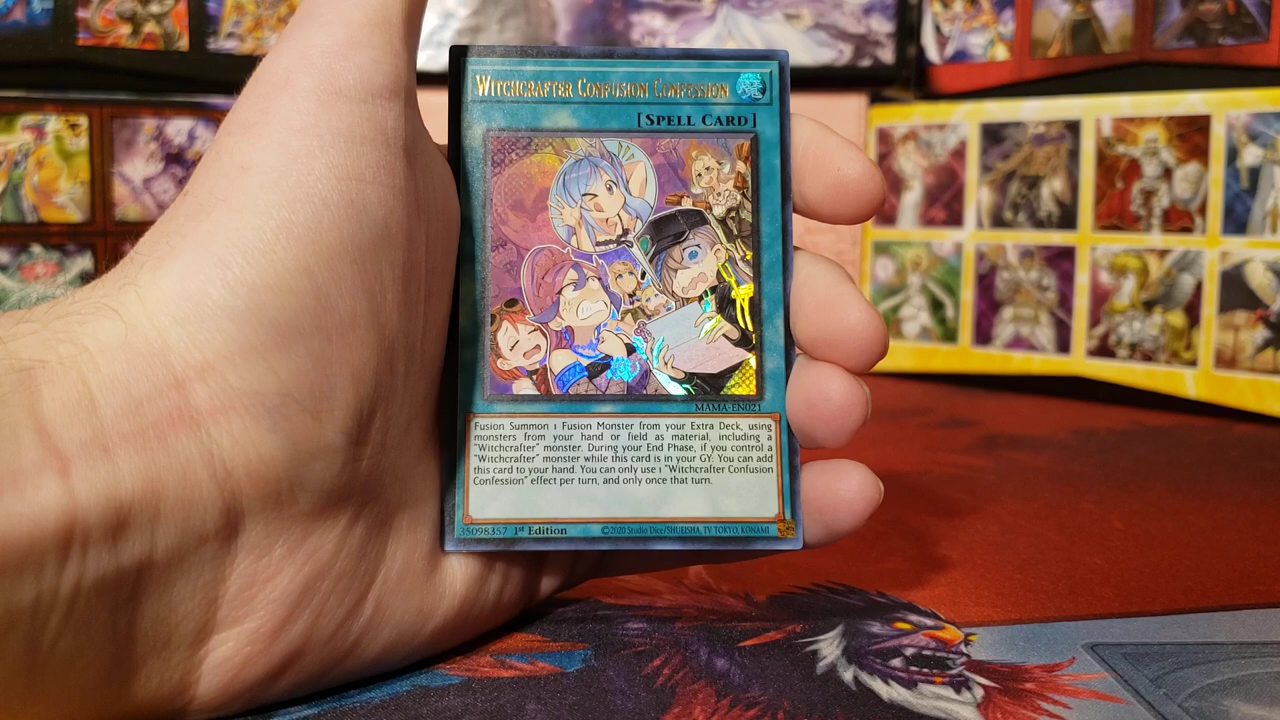 Witchcrafter Confusion Confession
[Spell Card]
MAMA-EN021
Fusion Summon 1 Fusion Monster from your Extra Deck, using
monsters from your hand or field as material, including a
"Witchcrafter" monster. During your End Phase, if you control a
"Witchcrafter" monster while this card is in your GY: You can add
this card to your hand. You can only use 1 "Witchcrafter Confusion
Confession" effect per turn, and only once that turn.
35098357 1st Edition ©2020 Studio Dice/SHUEISHA, TV TOKYO, KONAMI